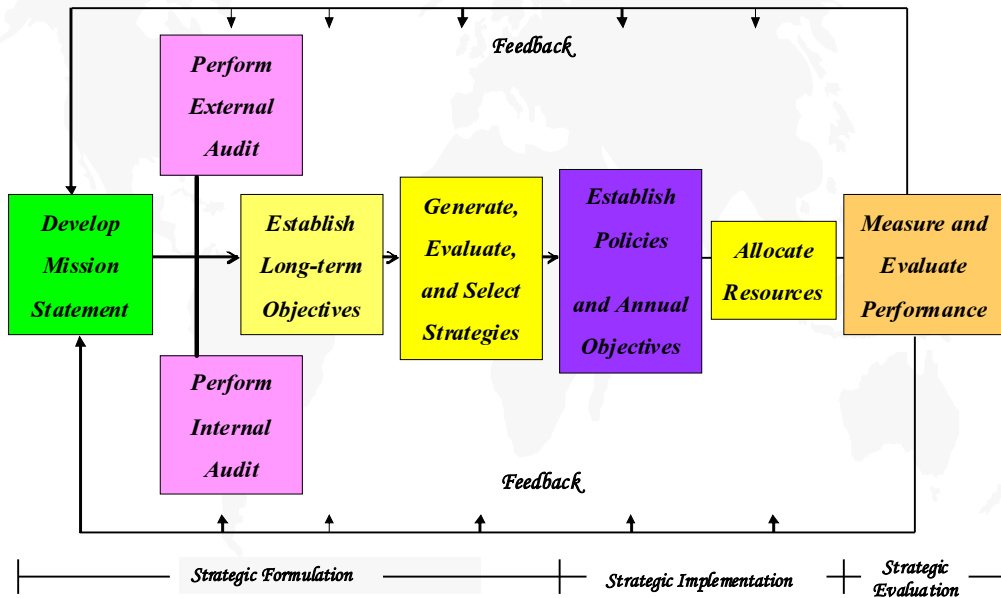 Feedback
Perform
External
Audit
Develop
Mission
Statement
Establish
Long-term
Objectives
Generate,
Evaluate,
and Select
Strategies
Establish
Policies
and Annual
Objectives
Allocate
Resources
Measure and
Evaluate
Performance
Perform
Internal
Audit
Feedback
Strategic Formulation
Strategic Implementation
Strategic
Evaluation